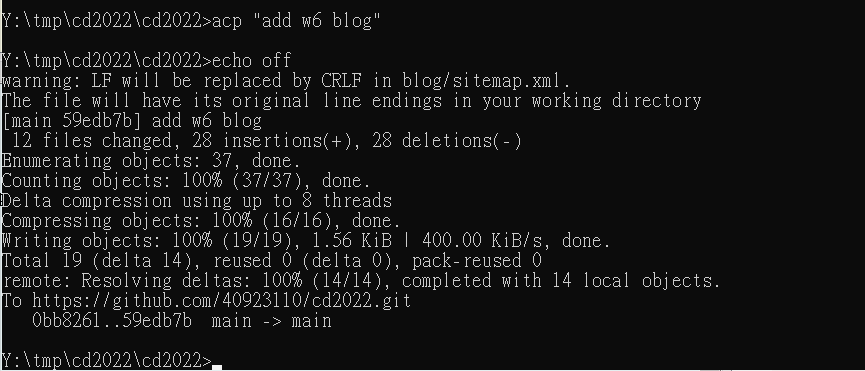 Y:\tmp\cd2022\cd2022>acp "add w6 blog"
Y:\tmp\cd2022\cd2022>echo off
warning: LF will be replaced by CRLF in blog/sitemap.xml.
The file will have its original line endings in your working directory
[main 59edb7b] add w6 blog
12 files changed, 28 insertions(+), 28 deletions(-)
Enumerating objects: 37, done.
Counting objects: 100% (37/37), done.
Delta compression using up to 8 threads
Compressing objects: 100% (16/16), done.
Writing objects: 100% (19/19), 1.56 KiB | 400.00 KiB/s, done.
Total 19 (delta 14), reused 0 (delta 0), pack-reused 0
remote: Resolving deltas: 100% (14/14), completed with 14 local objects.
To https://github.com/40923110/cd2022.git
0bb8261..59edb7b  main -> main
Y:\tmp\cd2022\cd2022>